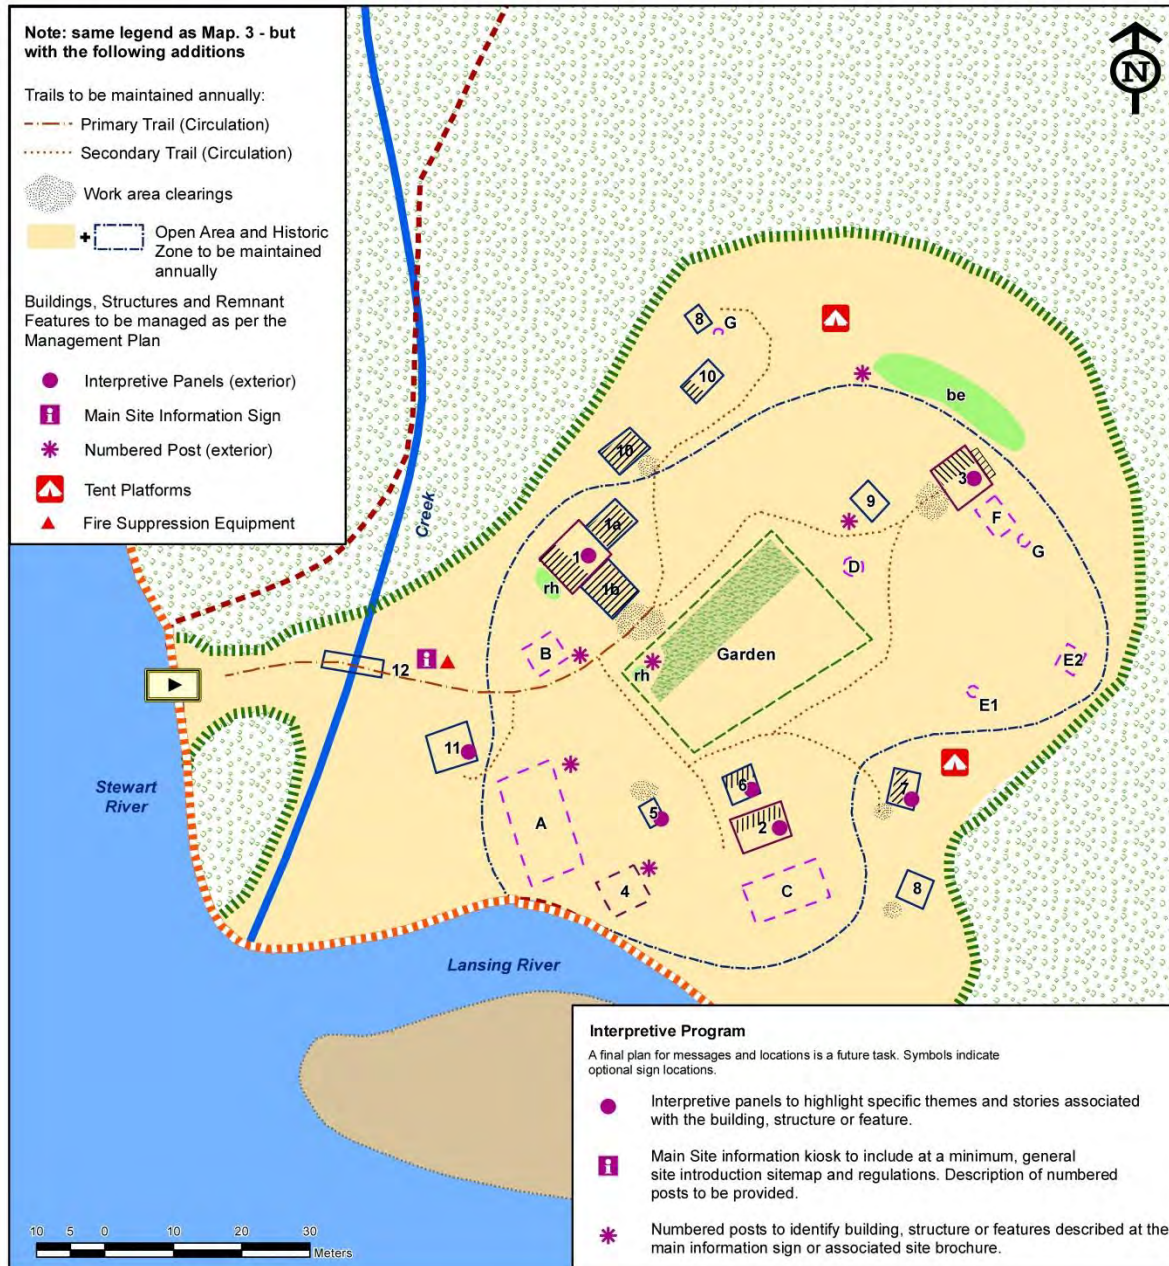 Note: same legend as Map. 3 - but
with the following additions
Trails to be maintained annually:
Primary Trail (Circulation)
Secondary Trail (Circulation)
Work area clearings
+
Open Area and Historic
Zone to be maintained
annually
Buildings, Structures and Remnant
Features to be managed as per the
Management Plan
Interpretive Panels (exterior)
i
Main Site Information Sign
Numbered Post (exterior)
Tent Platforms
Fire Suppression Equipment
N
8
G
10
be
10
3
9
F
1a
G
1
D
1b
rh
Creek
B
Garden
E2
i
12
rh
E1
11
Stewart
River
6
7
A
5
2
4
C
8
Lansing River
Interpretive Program
A final plan for messages and locations is a future task. Symbols indicate
optional sign locations.
Interpretive panels to highlight specific themes and stories associated
with the building, structure or feature.
i
Main Site information kiosk to include at a minimum, general
site introduction sitemap and regulations. Description of numbered
posts to be provided.
Numbered posts to identify building, structure or features described at the
main information sign or associated site brochure.
10 5 0 10 20 30
Meters